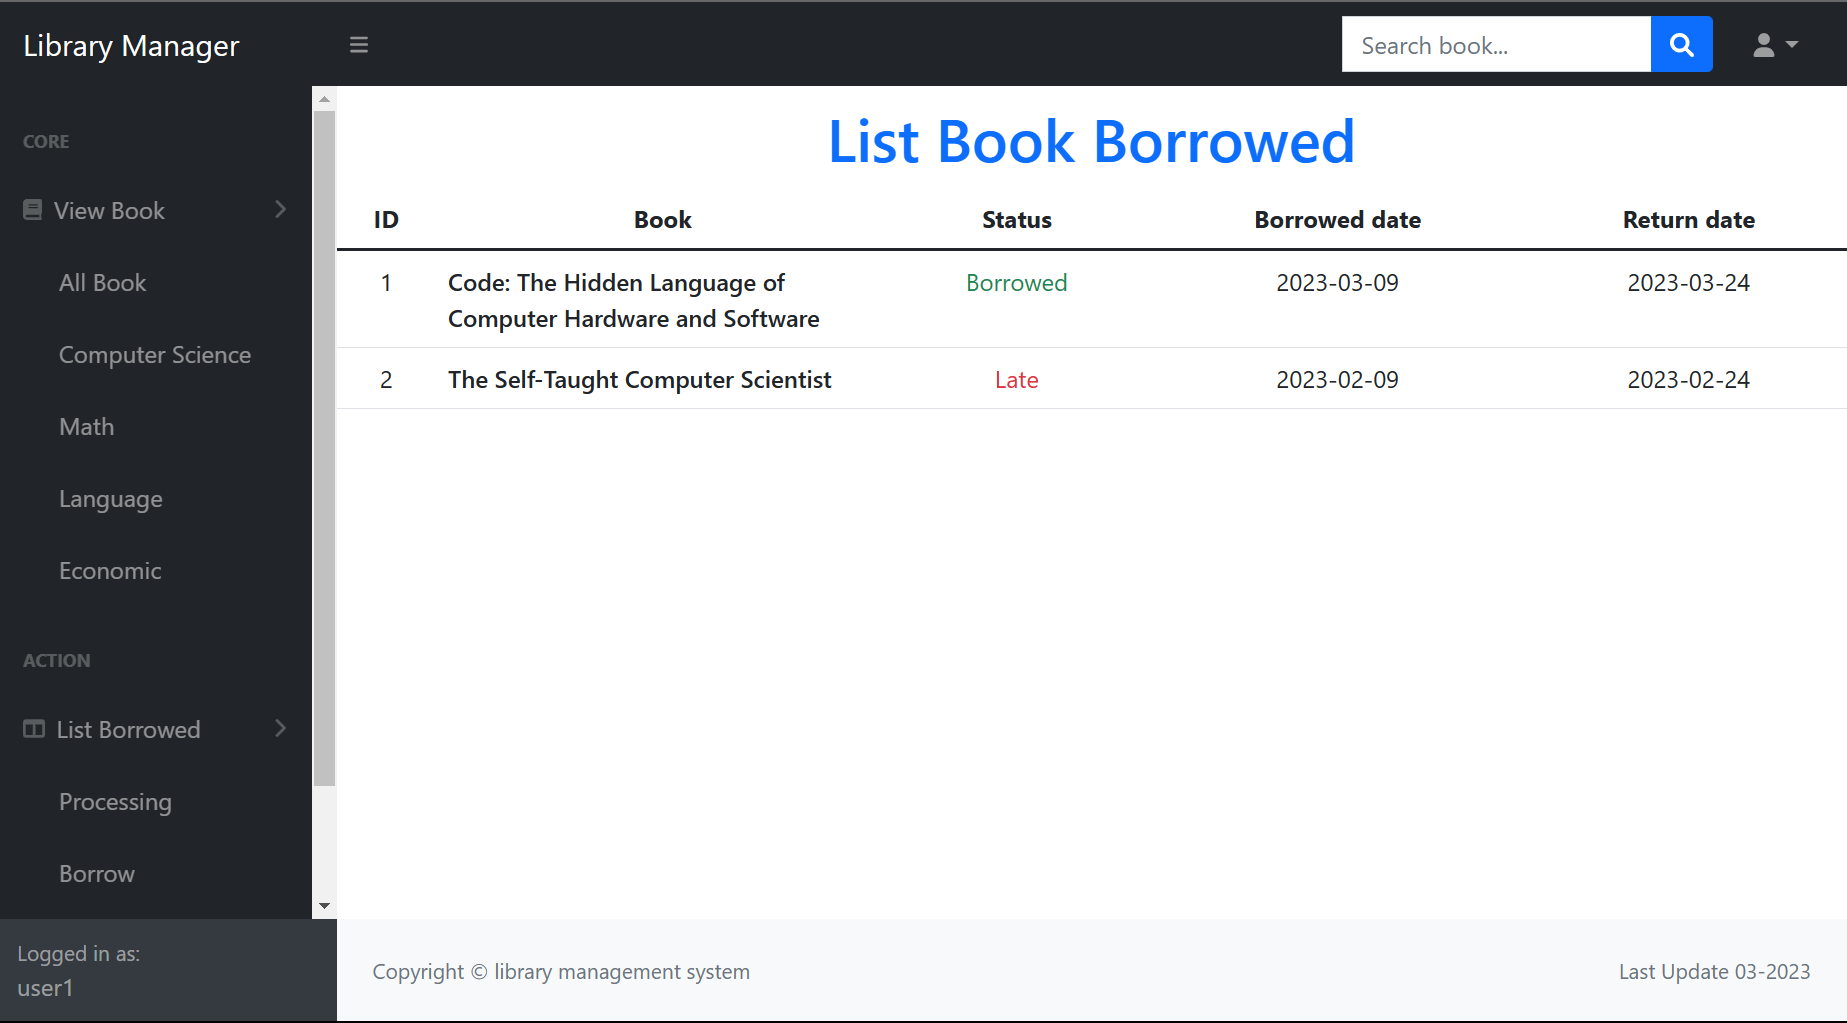 Library Manager
Search book...
CORE
View Book
All Book
Computer Science
Math
Language
Economic
ACTION
List Borrowed
Processing
Borrow
Logged in as:
user1
List Book Borrowed
ID Book Status Borrowed date Return date
1 Code: The Hidden Language of Borrowed 2023-03-09 2023-03-24
Computer Hardware and Software
2 The Self-Taught Computer Scientist Late 2023-02-09 2023-02-24
Copyright © library management system Last Update 03-2023